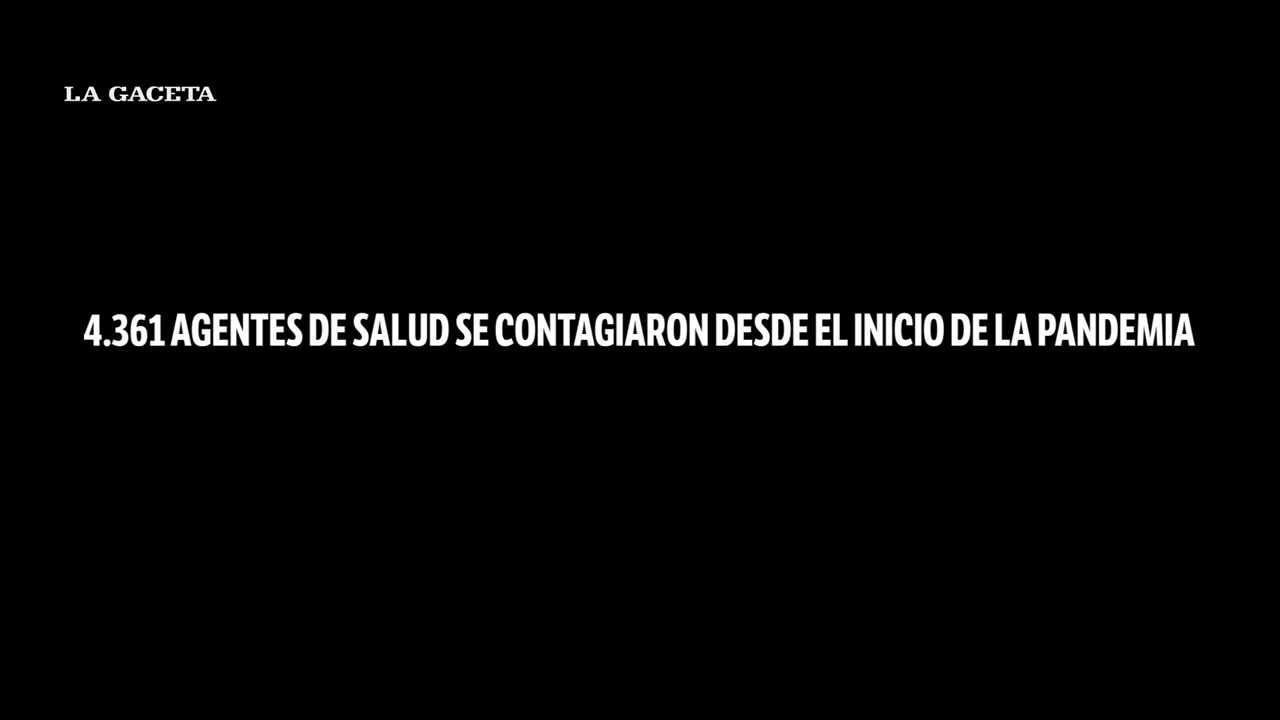 LA GACETA
4.361 AGENTES DE SALUD SE CONTAGIARON DESDE EL INICIO DE LA PANDEMIA